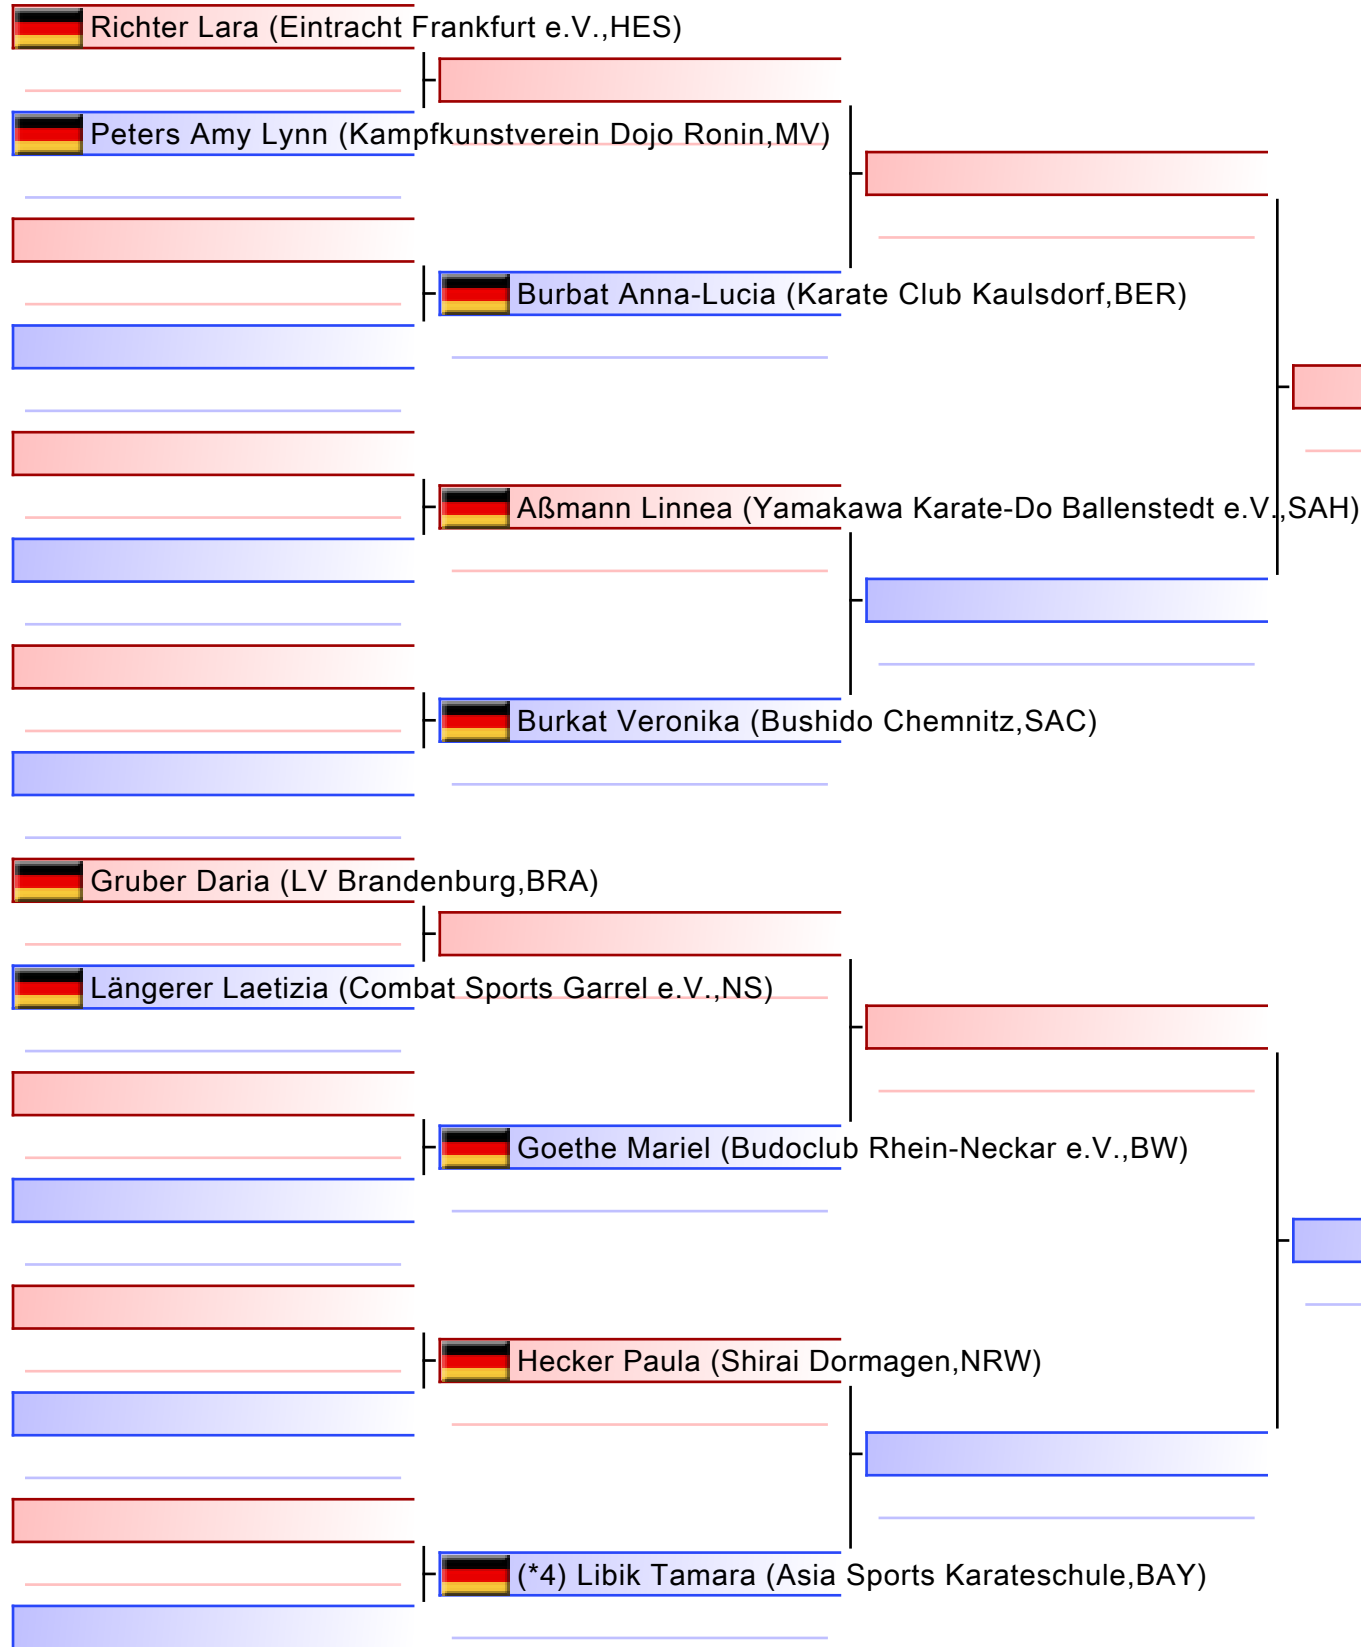 Richter Lara (Eintracht Frankfurt e.V.,HES)
Peters Amy Lynn (Kampfkunstverein Dojo Ronin,MV)
Burbat Anna-Lucia (Karate Club Kaulsdorf,BER)
Aßmann Linnea (Yamakawa Karate-Do Ballenstedt e.V.,SAH)
Burkat Veronika (Bushido Chemnitz,SAC)
Gruber Daria (LV Brandenburg,BRA)
Längerer Laetizia (Combat Sports Garrel e.V.,NS)
Goethe Mariel (Budoclub Rhein-Neckar e.V.,BW)
Hecker Paula (Shirai Dormagen,NRW)
(*4) Libik Tamara (Asia Sports Karateschule,BAY)